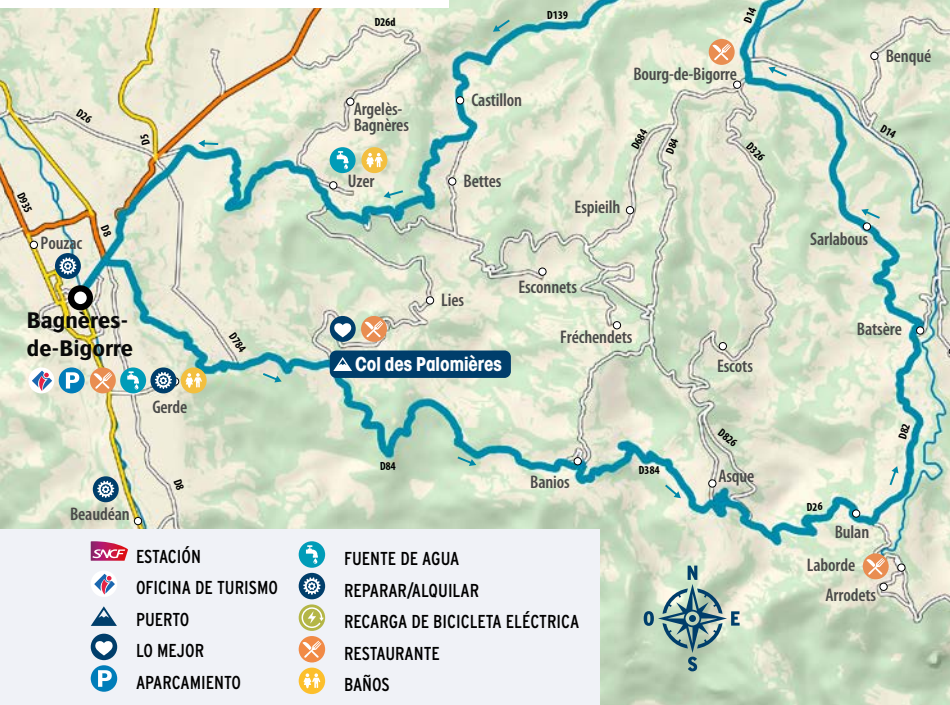 D139
D14
D26d
Bourg-de-Bigorre
Benqué
Castillon
Argelès-
Bagnères
D26
D5
D14
D684
D84
D326
Uzer
Bettes
D935
Espieilh
D8
Pouzac
Sarlabous
Esconnets
Lies
Bagnères-
de-Bigorre
Fréchendets
Batsère
D784
Col des Palomières
Escots
P
Gerde
D82
D826
D84
Banios
D384
Asque
D8
D26
Beaudéan
Bulan
Laborde
Arrodets
SNCF ESTACIÓN
OFICINA DE TURISMO
PUERTO
LO MEJOR
P APARCAMIENTO
FUENTE DE AGUA
REPARAR/ALQUILAR
RECARGA DE BICICLETA ELÉCTRICA
RESTAURANTE
BAÑOS
N
O
E
S